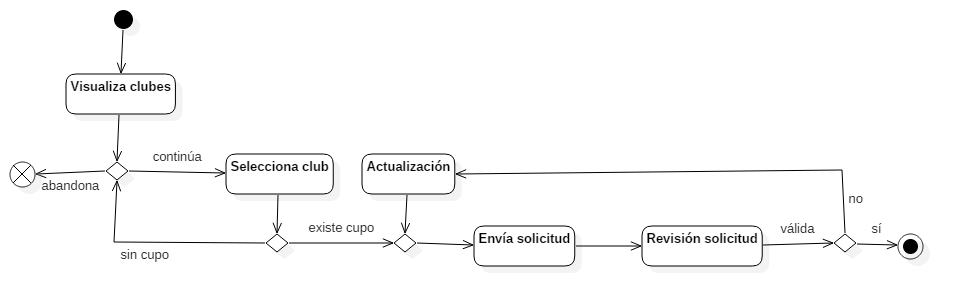 Visualiza clubes
continúa
abandona
Selecciona club
Actualización
no
existe cupo
sin cupo
Envía solicitud
Revisión solicitud
válida
sí